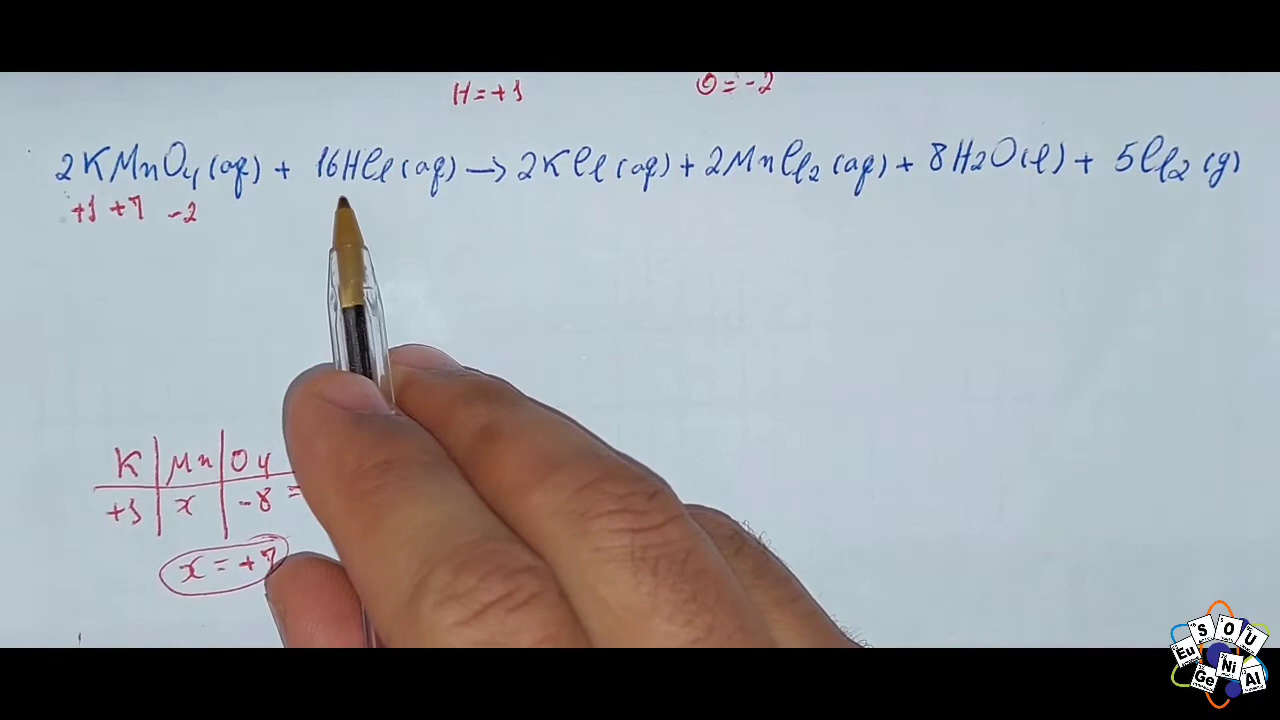 H = +1 O = -2
2KMnO4(aq) + 16HCl(aq) → 2KCl(aq) + 2MnCl2(aq) + 8H2O(l) + 5Cl2(g)
+1 +7 -2
K | Mn | O4
+1 | x | -8 =
x = +7
S O U
Eu Ni
Ge Al